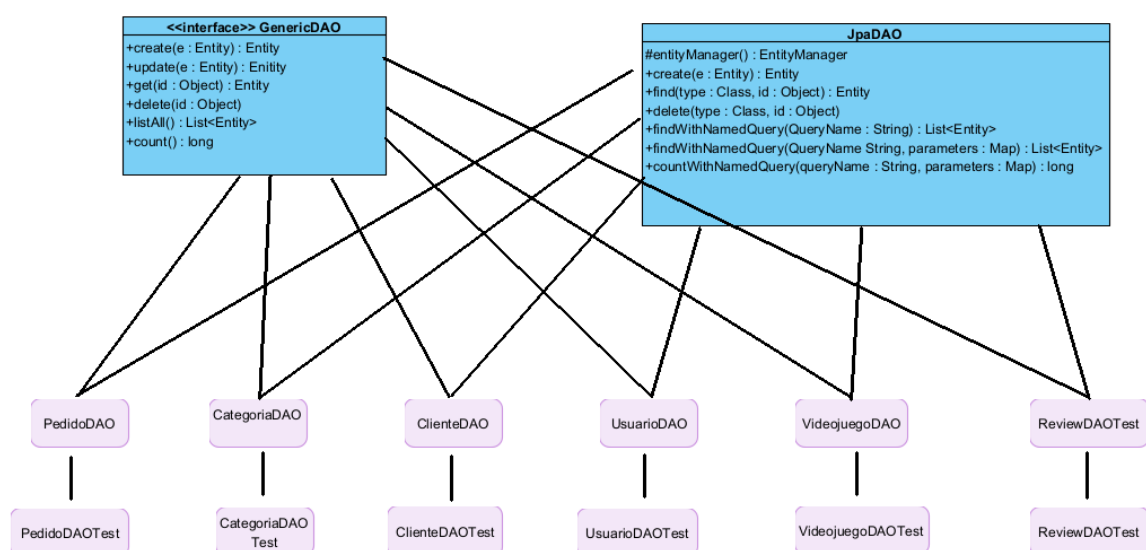 <<interface>> GenericDAO
+create(e : Entity) : Entity
+update(e : Entity) : Enitity
+get(id : Object) : Entity
+delete(id : Object)
+listAll() : List<Entity>
+count() : long
JpaDAO
#entityManager() : EntityManager
+create(e : Entity) : Entity
+find(type : Class, id : Object) : Entity
+delete(type : Class, id : Object)
+findWithNamedQuery(QueryName : String) : List<Entity>
+findWithNamedQuery(QueryName String, parameters : Map) : List<Entity>
+countWithNamedQuery(queryName : String, parameters : Map) : long
PedidoDAO
CategoriaDAO
ClienteDAO
UsuarioDAO
VideojuegoDAO
ReviewDAOTest
PedidoDAOTest
CategoriaDAO
Test
ClienteDAOTest
UsuarioDAOTest
VideojuegoDAOTest
ReviewDAOTest